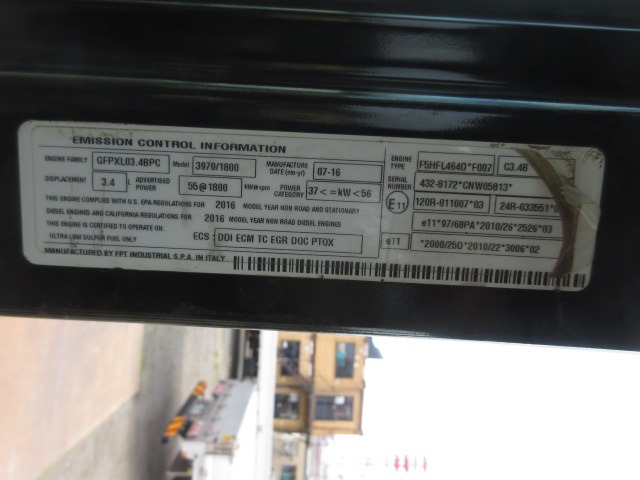 EMISSION CONTROL INFORMATION
ENGINE FAMILY GFPXL03.4BPC Model 3970/1800 MANUFACTURE DATE (mo-yr) 07-16
DISPLACEMENT 3.4 l ADVERTISED POWER 55@1800 kW@rpm POWER CATEGORY 37<=kW<56
THIS ENGINE COMPLIES WITH U.S. EPA REGULATIONS FOR 2016 MODEL YEAR NON ROAD AND STATIONARY
DIESEL ENGINES AND CALIFORNIA REGULATIONS FOR 2016 MODEL YEAR NON ROAD DIESEL ENGINES.
THIS ENGINE IS CERTIFIED TO OPERATE ON:
ULTRA LOW SULFUR FUEL ONLY ECS : DDI ECM TC EGR DOC PTOX
MANUFACTURED BY FPT INDUSTRIAL S.P.A. IN ITALY
ENGINE TYPE F5HFL464D*F007 C3.4B
SERIAL NUMBER 432-8172*CNW05813*
E11 120R-011007*03 24R-033551*0
e11*97/68PA*2010/26*2526*03
e11 *2000/25D*2010/22*3006*02